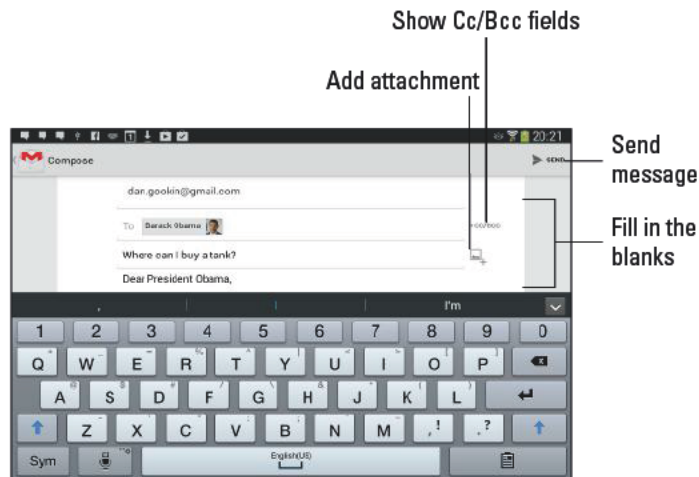 Show Cc/Bcc fields
Add attachment
20:21
Compose
SEND
Send
message
dan.gookin@gmail.com
To Barack Obama
+CC/BCC
Fill in the
blanks
Where can I buy a tank?
Dear President Obama,
, I I'm
1 2 3 4 5 6 7 8 9 0
Q W E R T Y U I O P
A S D F G H J K L
Z X C V B N M ,! .?
Sym English(US)